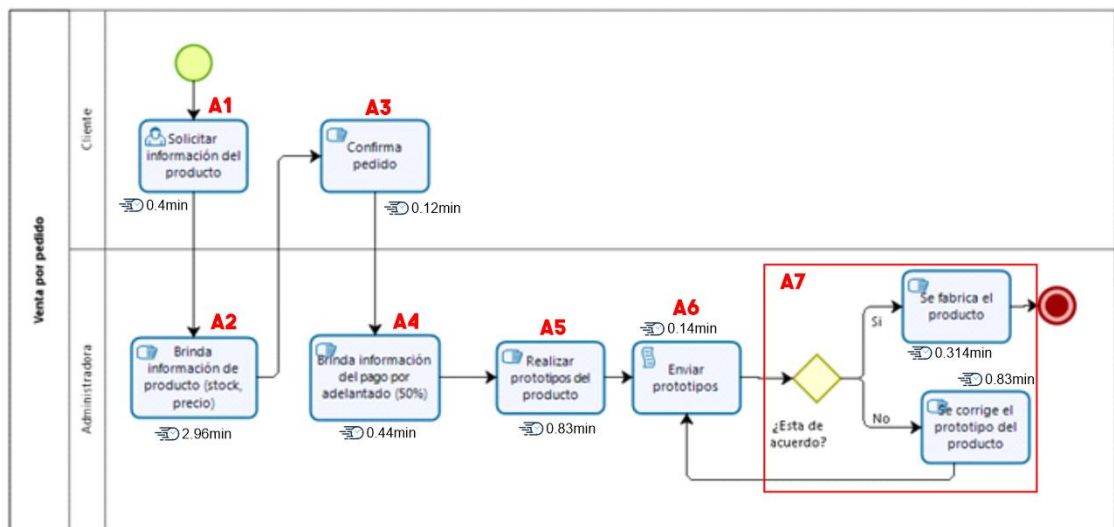 Venta por pedido
Cliente
A1
Solicitar
información del
producto
0.4min
A3
Confirma
pedido
0.12min
Administradora
A2
Brinda
información de
producto (stock,
precio)
2.96min
A4
Brinda información
del pago por
adelantado (50%)
0.44min
A5
Realizar
prototipos del
producto
0.83min
A6
0.14min
Enviar
prototipos
A7
¿Esta de
acuerdo?
Si
Se fabrica el
producto
0.314min
0.83min
No
Se corrige el
prototipo del
producto